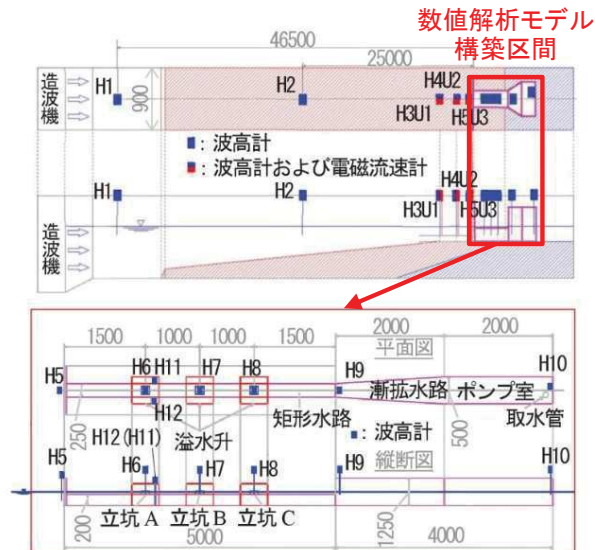 数値解析モデル
構築区間
46500
25000
造波機
H1
900
H2
H4U2
H3U1
H5U3
■：波高計
■：波高計および電磁流速計
H1
H2
H4U2
H3U1
H5U3
造波機
1500
1000
1000
1500
2000
2000
平面図
H5
H6
H11
H7
H8
H9
H10
漸拡水路
ポンプ室
250
H12
溢水升
矩形水路
500
取水管
■：波高計
H12 (H11)
H5
H6
H7
H8
H9
縦断図
H10
200
立坑 A
立坑 B
立坑 C
1250
5000
4000